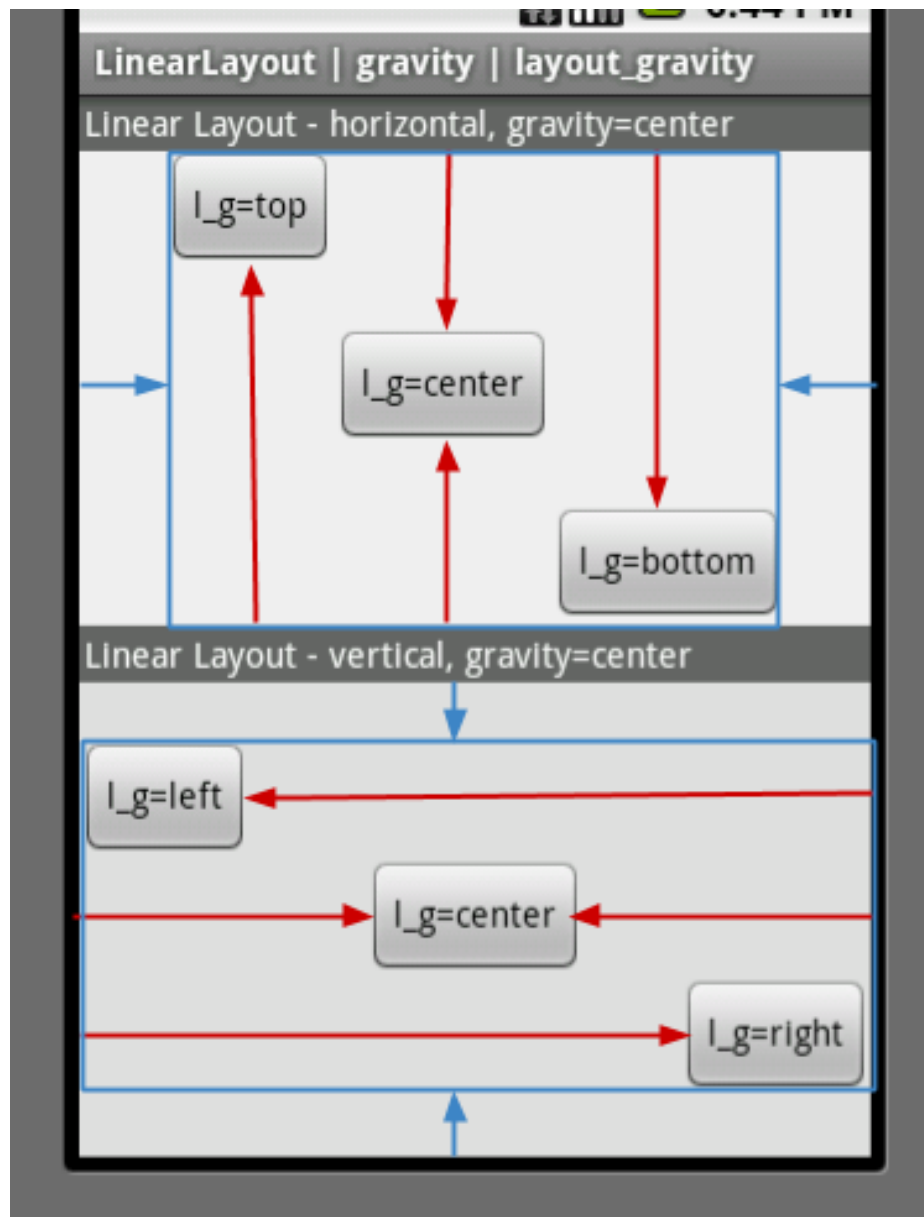 LinearLayout | gravity | layout_gravity
Linear Layout - horizontal, gravity=center
l_g=top
l_g=center
l_g=bottom
Linear Layout - vertical, gravity=center
l_g=left
l_g=center
l_g=right